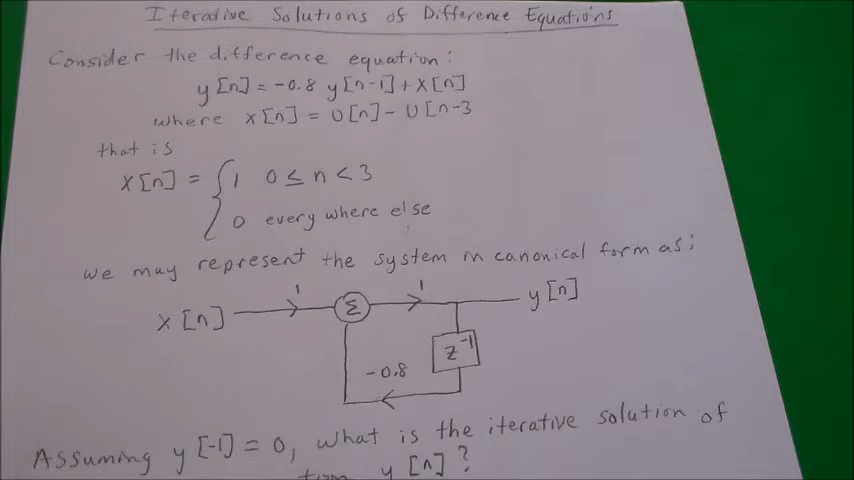 Iterative Solutions of Difference Equations
Consider the difference equation:
y[n] = -0.8 y[n-1] + x[n]
where x[n] = U[n] - U[n-3
that is
x[n] = { 1 0 ≤ n < 3
0 every where else
we may represent the system in canonical form as;
x[n] 1 Σ 1 y[n]
z⁻¹
-0.8
Assuming y[-1] = 0, what is the iterative solution of
y[n]?